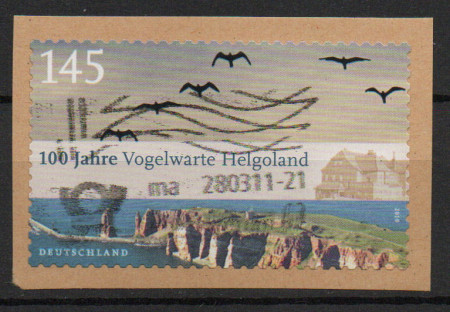 145
100 Jahre Vogelwarte Helgoland
ma 280311-21
DEUTSCHLAND